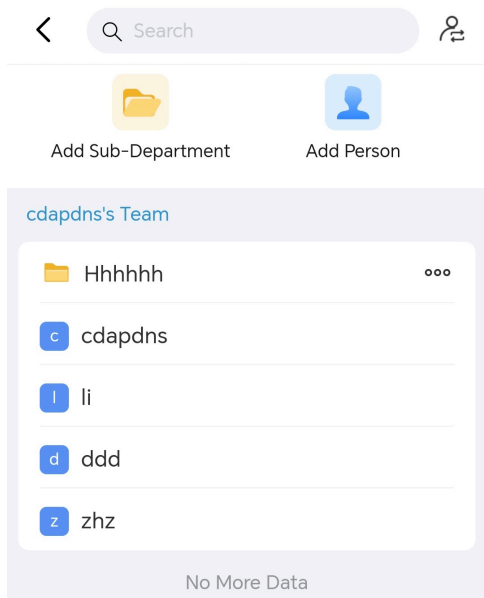 Search
Add Sub-Department
Add Person
cdapdns's Team
Hhhhhh
c
cdapdns
l
li
d
ddd
z
zhz
No More Data